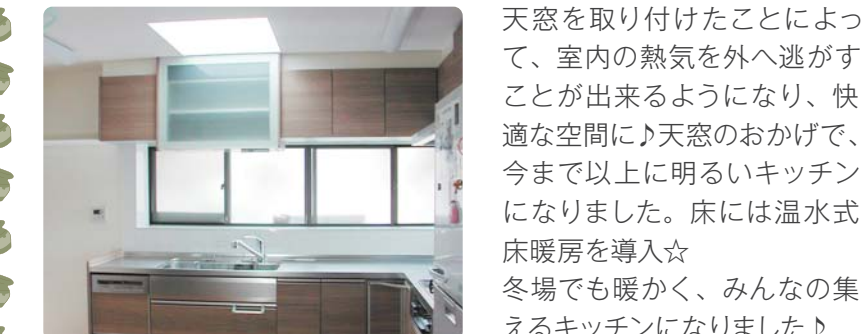 天窓を取り付けたことによっ
て、室内の熱気を外へ逃がす
ことが出来るようになり、快
適な空間に♪天窓のおかげで、
今まで以上に明るいキッチン
になりました。床には温水式
床暖房を導入☆
冬場でも暖かく、みんなの集
えるキッチンになりました♪